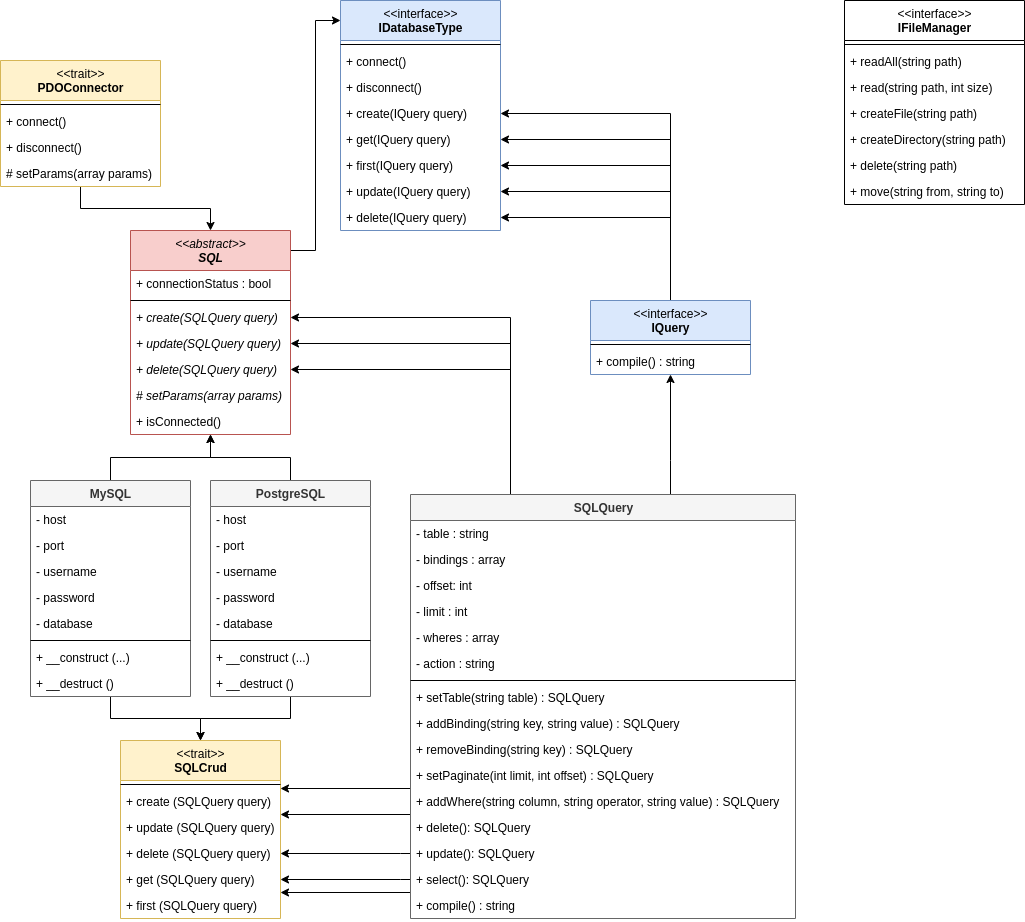 <<interface>>
IDatabaseType
+ connect()
+ disconnect()
+ create(IQuery query)
+ get(IQuery query)
+ first(IQuery query)
+ update(IQuery query)
+ delete(IQuery query)
<<interface>>
IFileManager
+ readAll(string path)
+ read(string path, int size)
+ createFile(string path)
+ createDirectory(string path)
+ delete(string path)
+ move(string from, string to)
<<trait>>
PDOConnector
+ connect()
+ disconnect()
# setParams(array params)
<<abstract>>
SQL
+ connectionStatus : bool
+ create(SQLQuery query)
+ update(SQLQuery query)
+ delete(SQLQuery query)
# setParams(array params)
+ isConnected()
<<interface>>
IQuery
+ compile() : string
MySQL
- host
- port
- username
- password
- database
+ __construct (...)
+ __destruct ()
PostgreSQL
- host
- port
- username
- password
- database
+ __construct (...)
+ __destruct ()
SQLQuery
- table : string
- bindings : array
- offset: int
- limit : int
- wheres : array
- action : string
+ setTable(string table) : SQLQuery
+ addBinding(string key, string value) : SQLQuery
+ removeBinding(string key) : SQLQuery
+ setPaginate(int limit, int offset) : SQLQuery
+ addWhere(string column, string operator, string value) : SQLQuery
+ delete(): SQLQuery
+ update(): SQLQuery
+ select(): SQLQuery
+ compile() : string
<<trait>>
SQLCrud
+ create (SQLQuery query)
+ update (SQLQuery query)
+ delete (SQLQuery query)
+ get (SQLQuery query)
+ first (SQLQuery query)